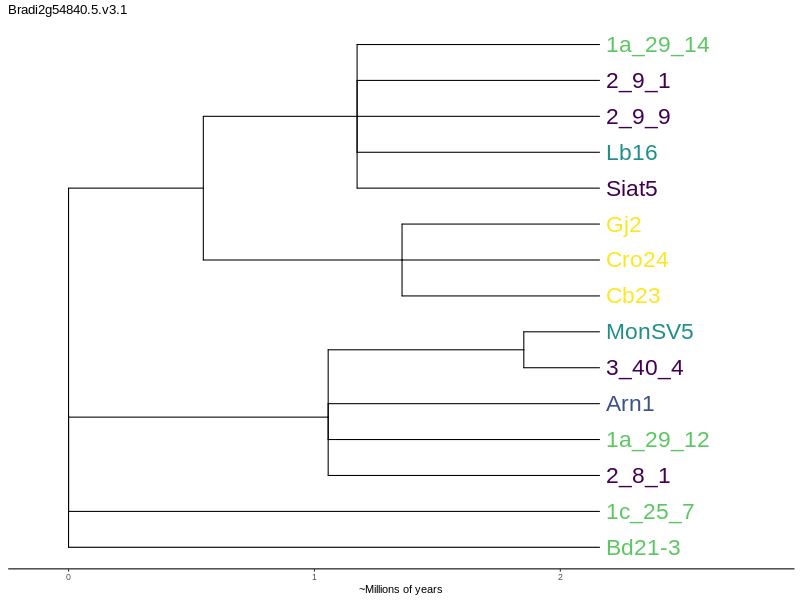 Bradi2g54840.5.v3.1
1a_29_14
2_9_1
2_9_9
Lb16
Siat5
Gj2
Cro24
Cb23
MonSV5
3_40_4
Arn1
1a_29_12
2_8_1
1c_25_7
Bd21-3
0 1 2
~Millions of years